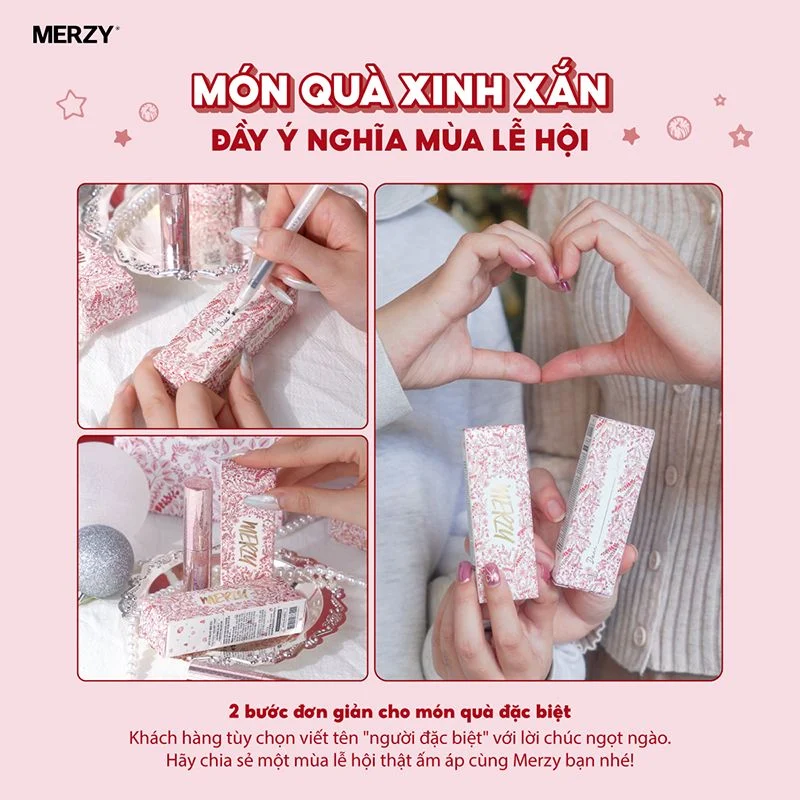 MERZY®
MÓN QUÀ XINH XẮN
ĐẦY Ý NGHĨA MÙA LỄ HỘI
MERZY
MERZY
MERZY
2 bước đơn giản cho món quà đặc biệt
Khách hàng tùy chọn viết tên "người đặc biệt" với lời chúc ngọt ngào.
Hãy chia sẻ một mùa lễ hội thật ấm áp cùng Merzy bạn nhé!